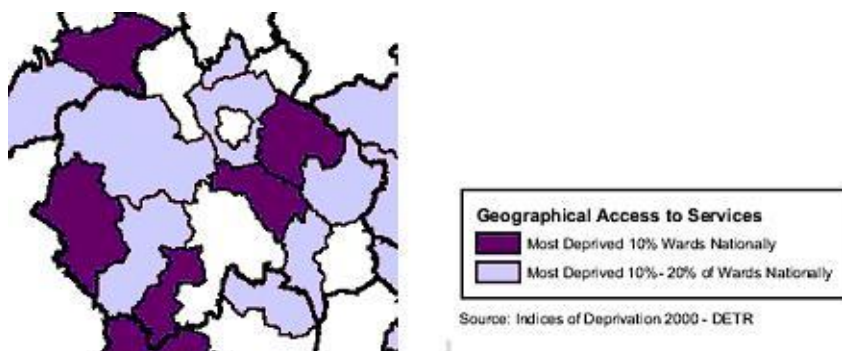 Geographical Access to Services
Most Deprived 10% Wards Nationally
Most Deprived 10%- 20% of Wards Nationally
Source: Indices of Deprivation 2000 - DETR